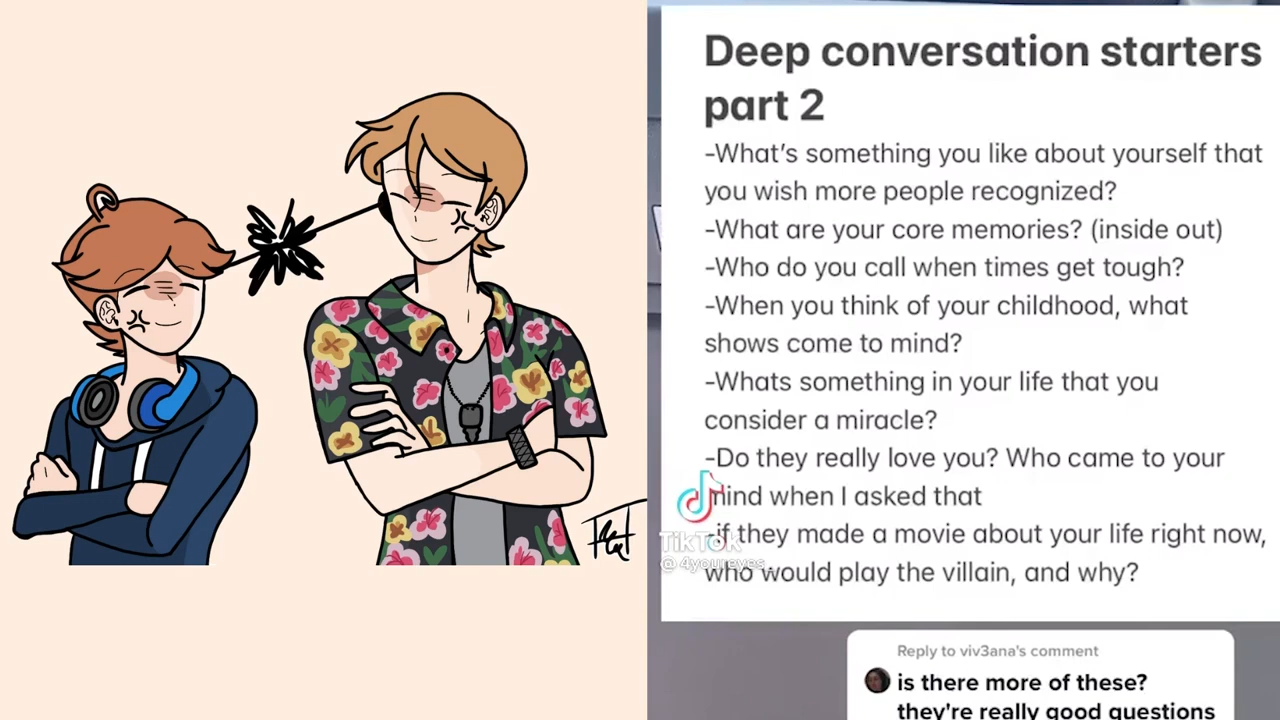 Deep conversation starters
part 2
-What's something you like about yourself that
you wish more people recognized?
-What are your core memories? (inside out)
-Who do you call when times get tough?
-When you think of your childhood, what
shows come to mind?
-Whats something in your life that you
consider a miracle?
-Do they really love you? Who came to your
mind when I asked that
-if they made a movie about your life right now,
who would play the villain, and why?
TikTok
@4youreyes_
Reply to viv3ana's comment
is there more of these?
they're really good questions